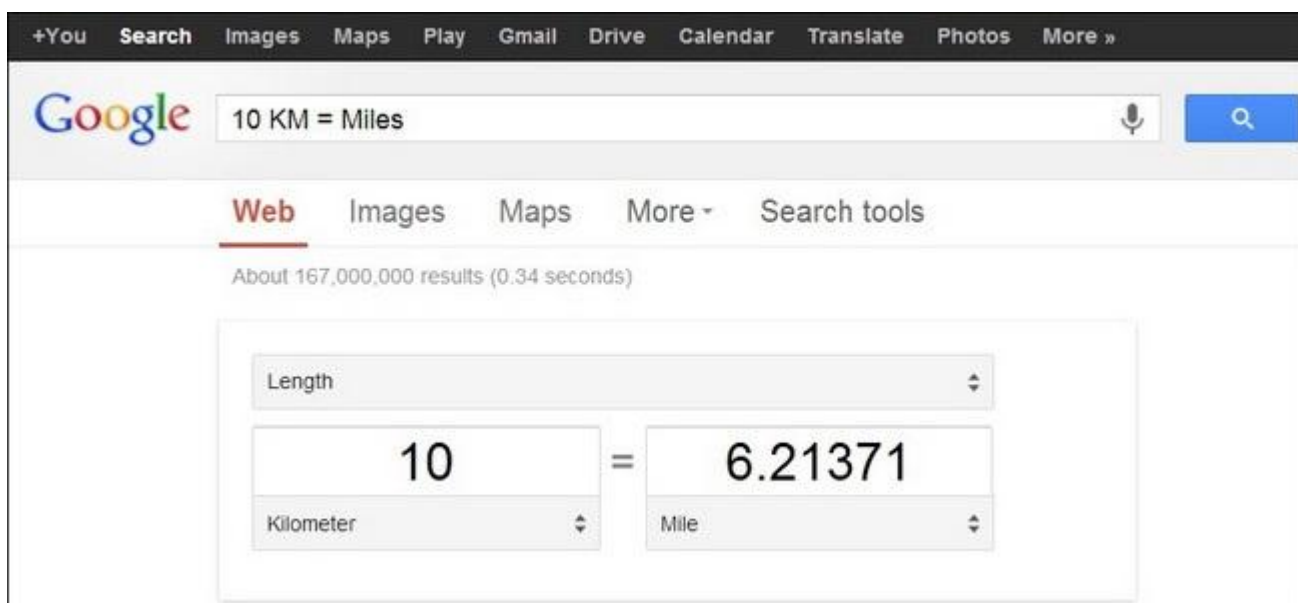 +You Search Images Maps Play Gmail Drive Calendar Translate Photos More »
Google 10 KM = Miles
Web Images Maps More Search tools
About 167,000,000 results (0.34 seconds)
Length
10 = 6.21371
Kilometer Mile